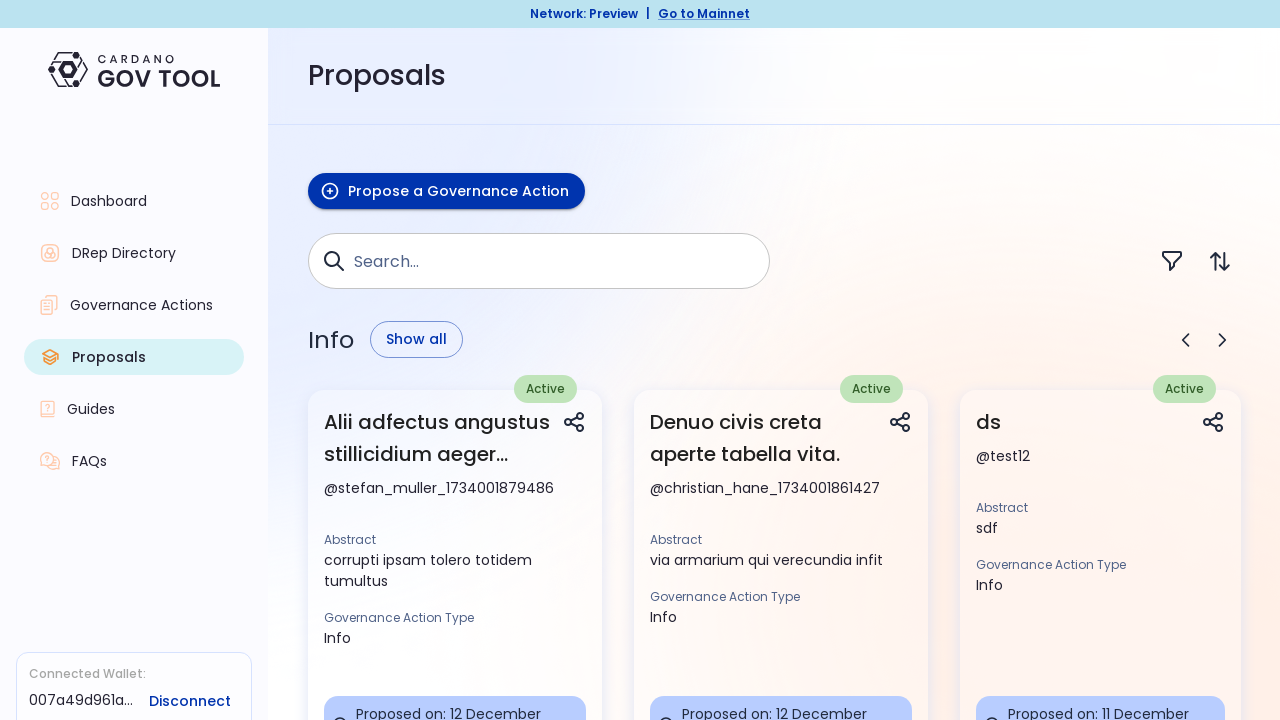 Network: Preview | Go to Mainnet
CARDANO
GOV TOOL
Dashboard
DRep Directory
Governance Actions
Proposals
Guides
FAQs
Connected Wallet:
007a49d961a... Disconnect
Proposals
Propose a Governance Action
Search...
Info Show all
Active
Alii adfectus angustus
stillicidium aeger...
@stefan_muller_1734001879486
Abstract
corrupti ipsam tolero totidem
tumultus
Governance Action Type
Info
Proposed on: 12 December
Active
Denuo civis creta
aperte tabella vita.
@christian_hane_1734001861427
Abstract
via armarium qui verecundia infit
Governance Action Type
Info
Proposed on: 12 December
Active
ds
@test12
Abstract
sdf
Governance Action Type
Info
Proposed on: 11 December